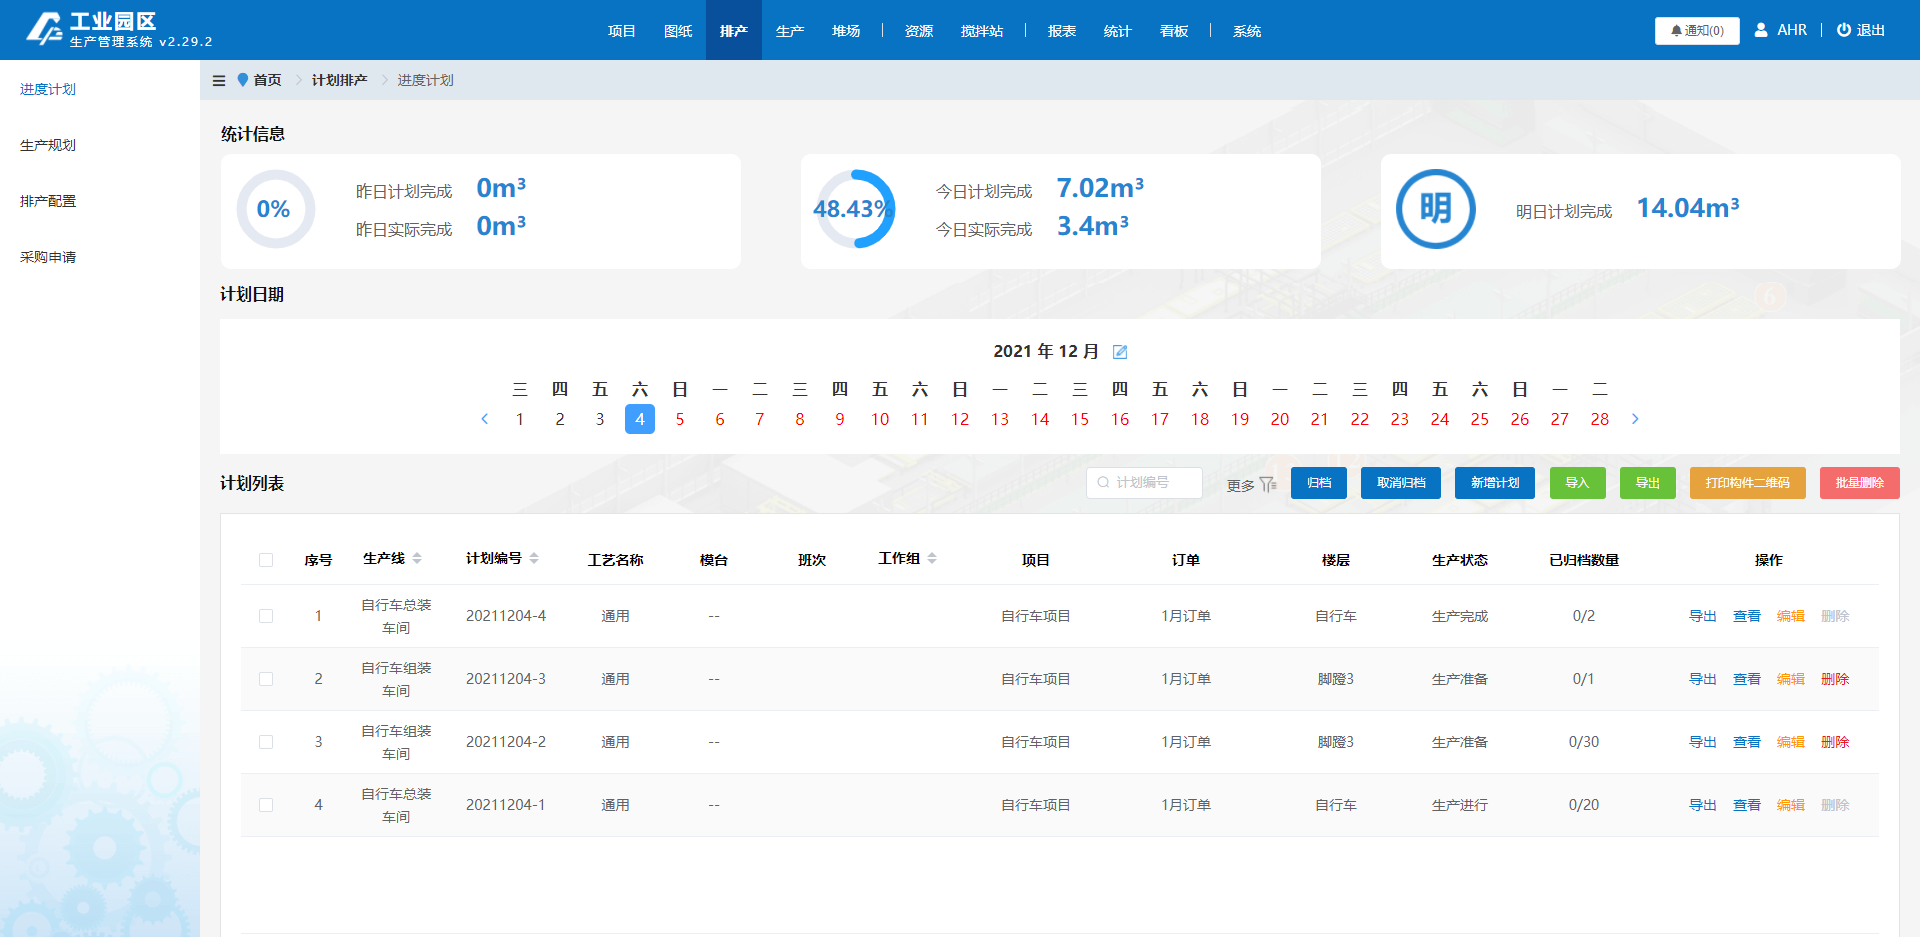 工业园区
生产管理系统 v2.29.2
项目 图纸 排产 生产 堆场 | 资源 搅拌站 | 报表 统计 看板 | 系统
通知(0) AHR | 退出
进度计划
生产规划
排产配置
采购申请
首页 > 计划排产 > 进度计划
统计信息
0%
昨日计划完成 0m³
昨日实际完成 0m³
48.43%
今日计划完成 7.02m³
今日实际完成 3.4m³
明
明日计划完成 14.04m³
计划日期
2021 年 12 月
三 四 五 六 日 一 二 三 四 五 六 日 一 二 三 四 五 六 日 一 二 三 四 五 六 日 一 二
1 2 3 4 5 6 7 8 9 10 11 12 13 14 15 16 17 18 19 20 21 22 23 24 25 26 27 28
计划列表
计划编号 更多 归档 取消归档 新增计划 导入 导出 打印构件二维码 批量删除
序号 生产线 计划编号 工艺名称 模台 班次 工作组 项目 订单 楼层 生产状态 已归档数量 操作
1 自行车总装车间 20211204-4 通用 -- 自行车项目 1月订单 自行车 生产完成 0/2 导出 查看 编辑 删除
2 自行车组装车间 20211204-3 通用 -- 自行车项目 1月订单 脚蹬3 生产准备 0/1 导出 查看 编辑 删除
3 自行车组装车间 20211204-2 通用 -- 自行车项目 1月订单 脚蹬3 生产准备 0/30 导出 查看 编辑 删除
4 自行车总装车间 20211204-1 通用 -- 自行车项目 1月订单 自行车 生产进行 0/20 导出 查看 编辑 删除